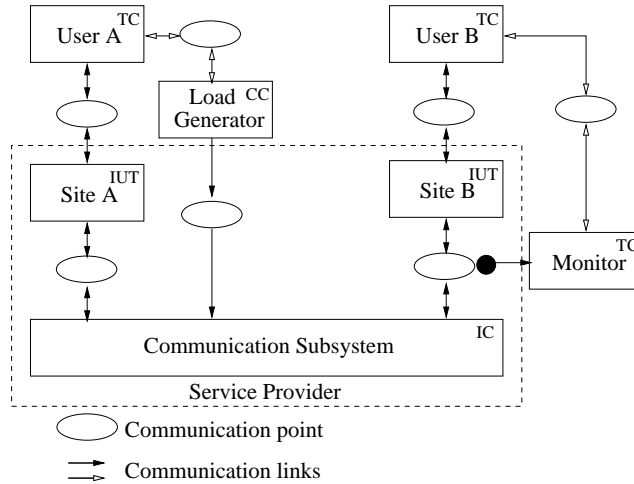 TC
User A
TC
User B
CC
Load
Generator
IUT
Site A
IUT
Site B
TC
Monitor
IC
Communication Subsystem
Service Provider
Communication point
Communication links